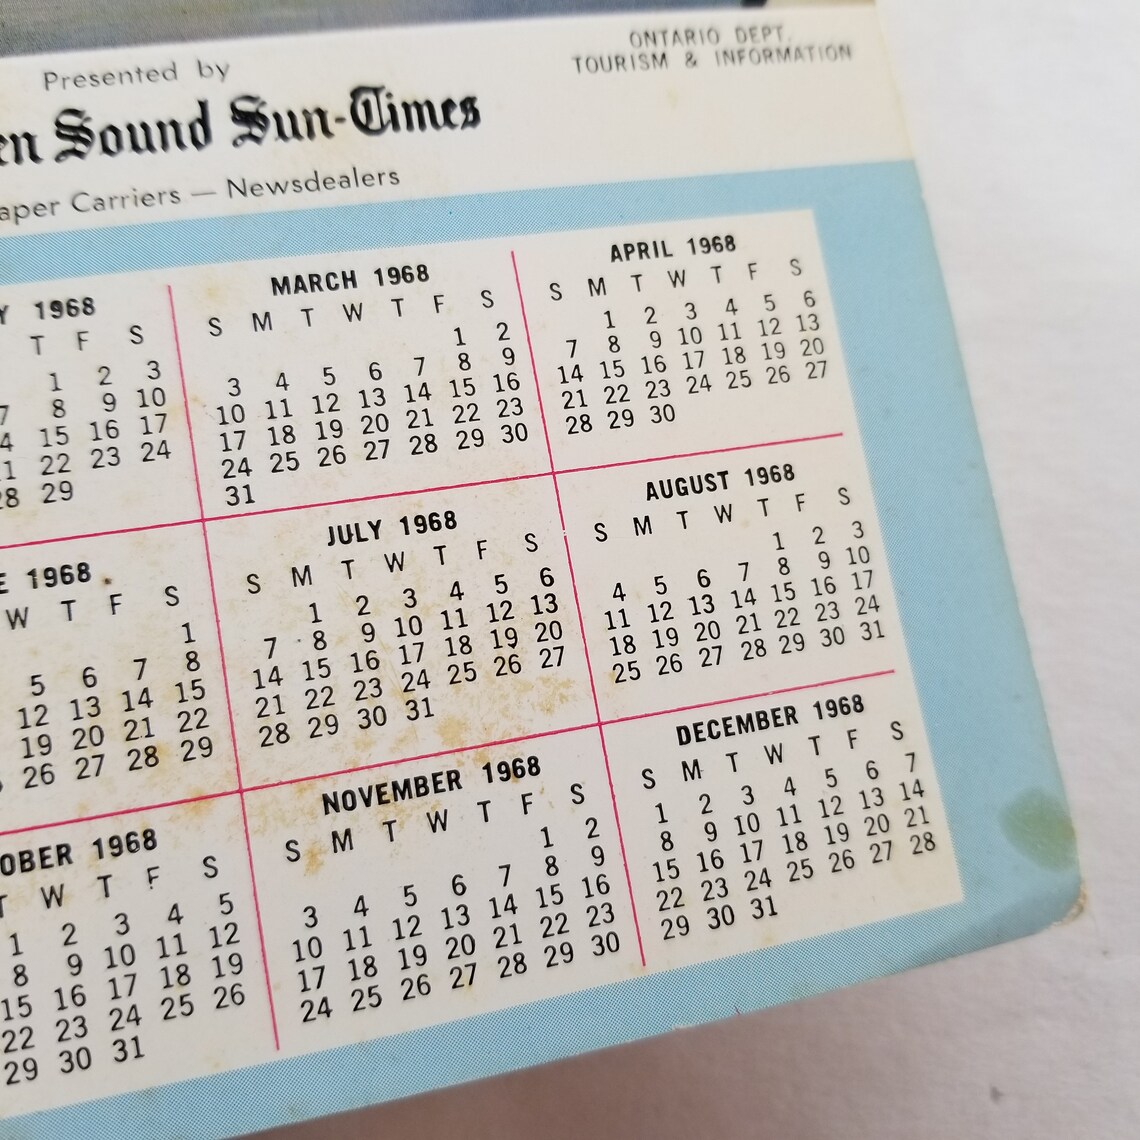 Presented by
ONTARIO DEPT.
TOURISM & INFORMATION
en Sound Sun-Times
aper Carriers — Newsdealers
Y 1968
T F S
1 2 3
7 8 9 10
4 15 16 17
1 22 23 24
28 29
MARCH 1968
S M T W T F S
1 2
3 4 5 6 7 8 9
10 11 12 13 14 15 16
17 18 19 20 21 22 23
24 25 26 27 28 29 30
31
APRIL 1968
S M T W T F S
1 2 3 4 5 6
7 8 9 10 11 12 13
14 15 16 17 18 19 20
21 22 23 24 25 26 27
28 29 30
E 1968
W T F S
1
5 6 7 8
12 13 14 15
19 20 21 22
26 27 28 29
JULY 1968
S M T W T F S
1 2 3 4 5 6
7 8 9 10 11 12 13
14 15 16 17 18 19 20
21 22 23 24 25 26 27
28 29 30 31
AUGUST 1968
S M T W T F S
1 2 3
4 5 6 7 8 9 10
11 12 13 14 15 16 17
18 19 20 21 22 23 24
25 26 27 28 29 30 31
OBER 1968
T W T F S
1 2 3 4 5
8 9 10 11 12
15 16 17 18 19
22 23 24 25 26
29 30 31
NOVEMBER 1968
S M T W T F S
1 2
3 4 5 6 7 8 9
10 11 12 13 14 15 16
17 18 19 20 21 22 23
24 25 26 27 28 29 30
DECEMBER 1968
S M T W T F S
1 2 3 4 5 6 7
8 9 10 11 12 13 14
15 16 17 18 19 20 21
22 23 24 25 26 27 28
29 30 31